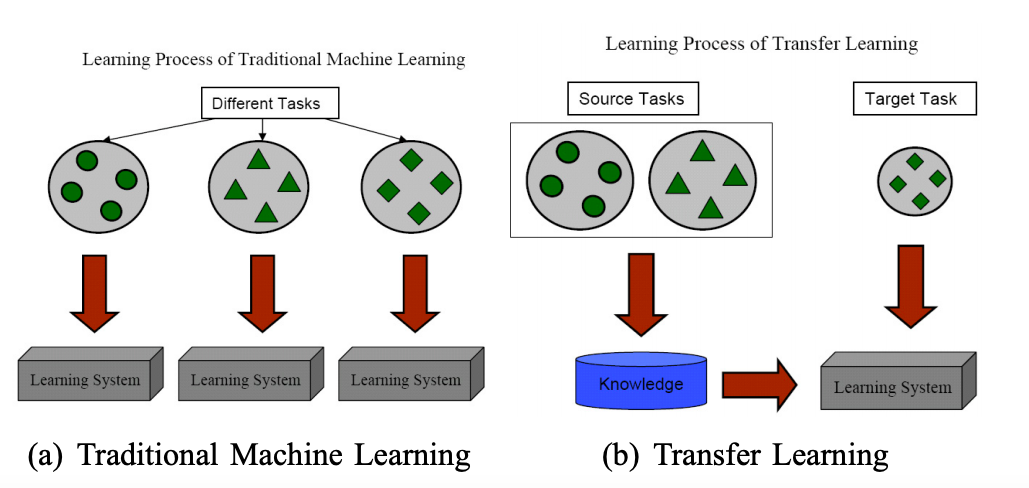 Learning Process of Traditional Machine Learning
Different Tasks
Learning System
Learning System
Learning System
(a) Traditional Machine Learning
Learning Process of Transfer Learning
Source Tasks
Target Task
Knowledge
Learning System
(b) Transfer Learning